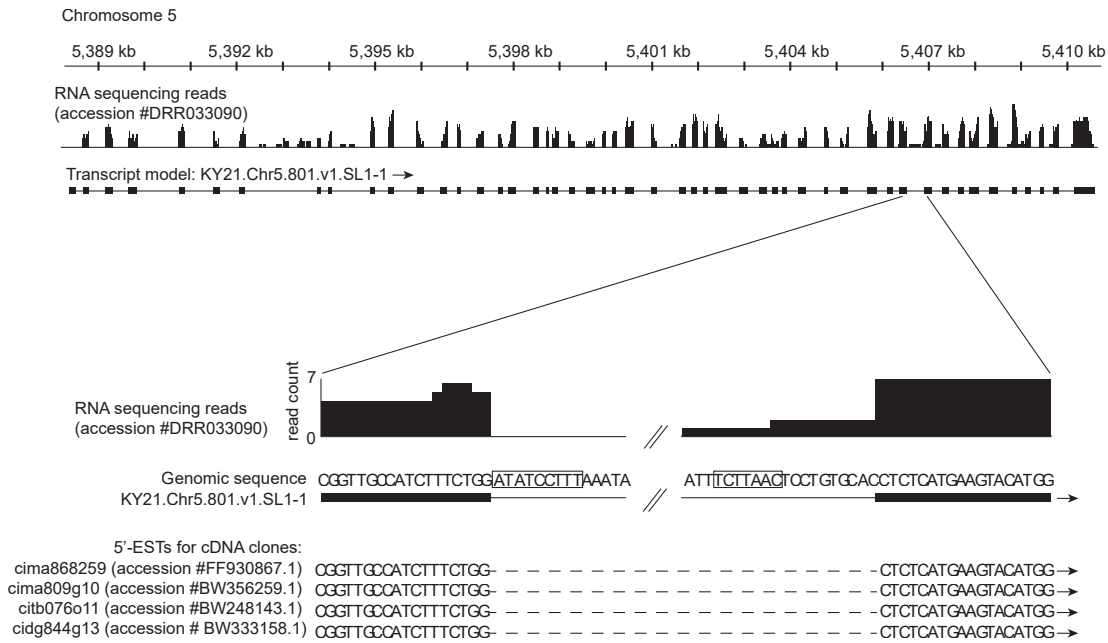 Chromosome 5
5,389 kb 5,392 kb 5,395 kb 5,398 kb 5,401 kb 5,404 kb 5,407 kb 5,410 kb
RNA sequencing reads
(accession #DRR033090)
Transcript model: KY21.Chr5.801.v1.SL1-1
7
read count
0
RNA sequencing reads
(accession #DRR033090)
Genomic sequence CGGTTGCCATCTTTCTGGATATCCTTTAAATA ATTTCTTAACTCCTGTGCACCTCTCATGAAGTACATGG
KY21.Chr5.801.v1.SL1-1
5'-ESTs for cDNA clones:
cima868259 (accession #FF930867.1) CGGTTGCCATCTTTCTGG- - - - - - - - - - - - - - - - - - - - CTCTCATGAAGTACATGG
cima809g10 (accession #BW356259.1) CGGTTGCCATCTTTCTGG- - - - - - - - - - - - - - - - - - - - CTCTCATGAAGTACATGG
citb076o11 (accession #BW248143.1) CGGTTGCCATCTTTCTGG- - - - - - - - - - - - - - - - - - - - CTCTCATGAAGTACATGG
cidg844g13 (accession # BW333158.1) CGGTTGCCATCTTTCTGG- - - - - - - - - - - - - - - - - - - - CTCTCATGAAGTACATGG